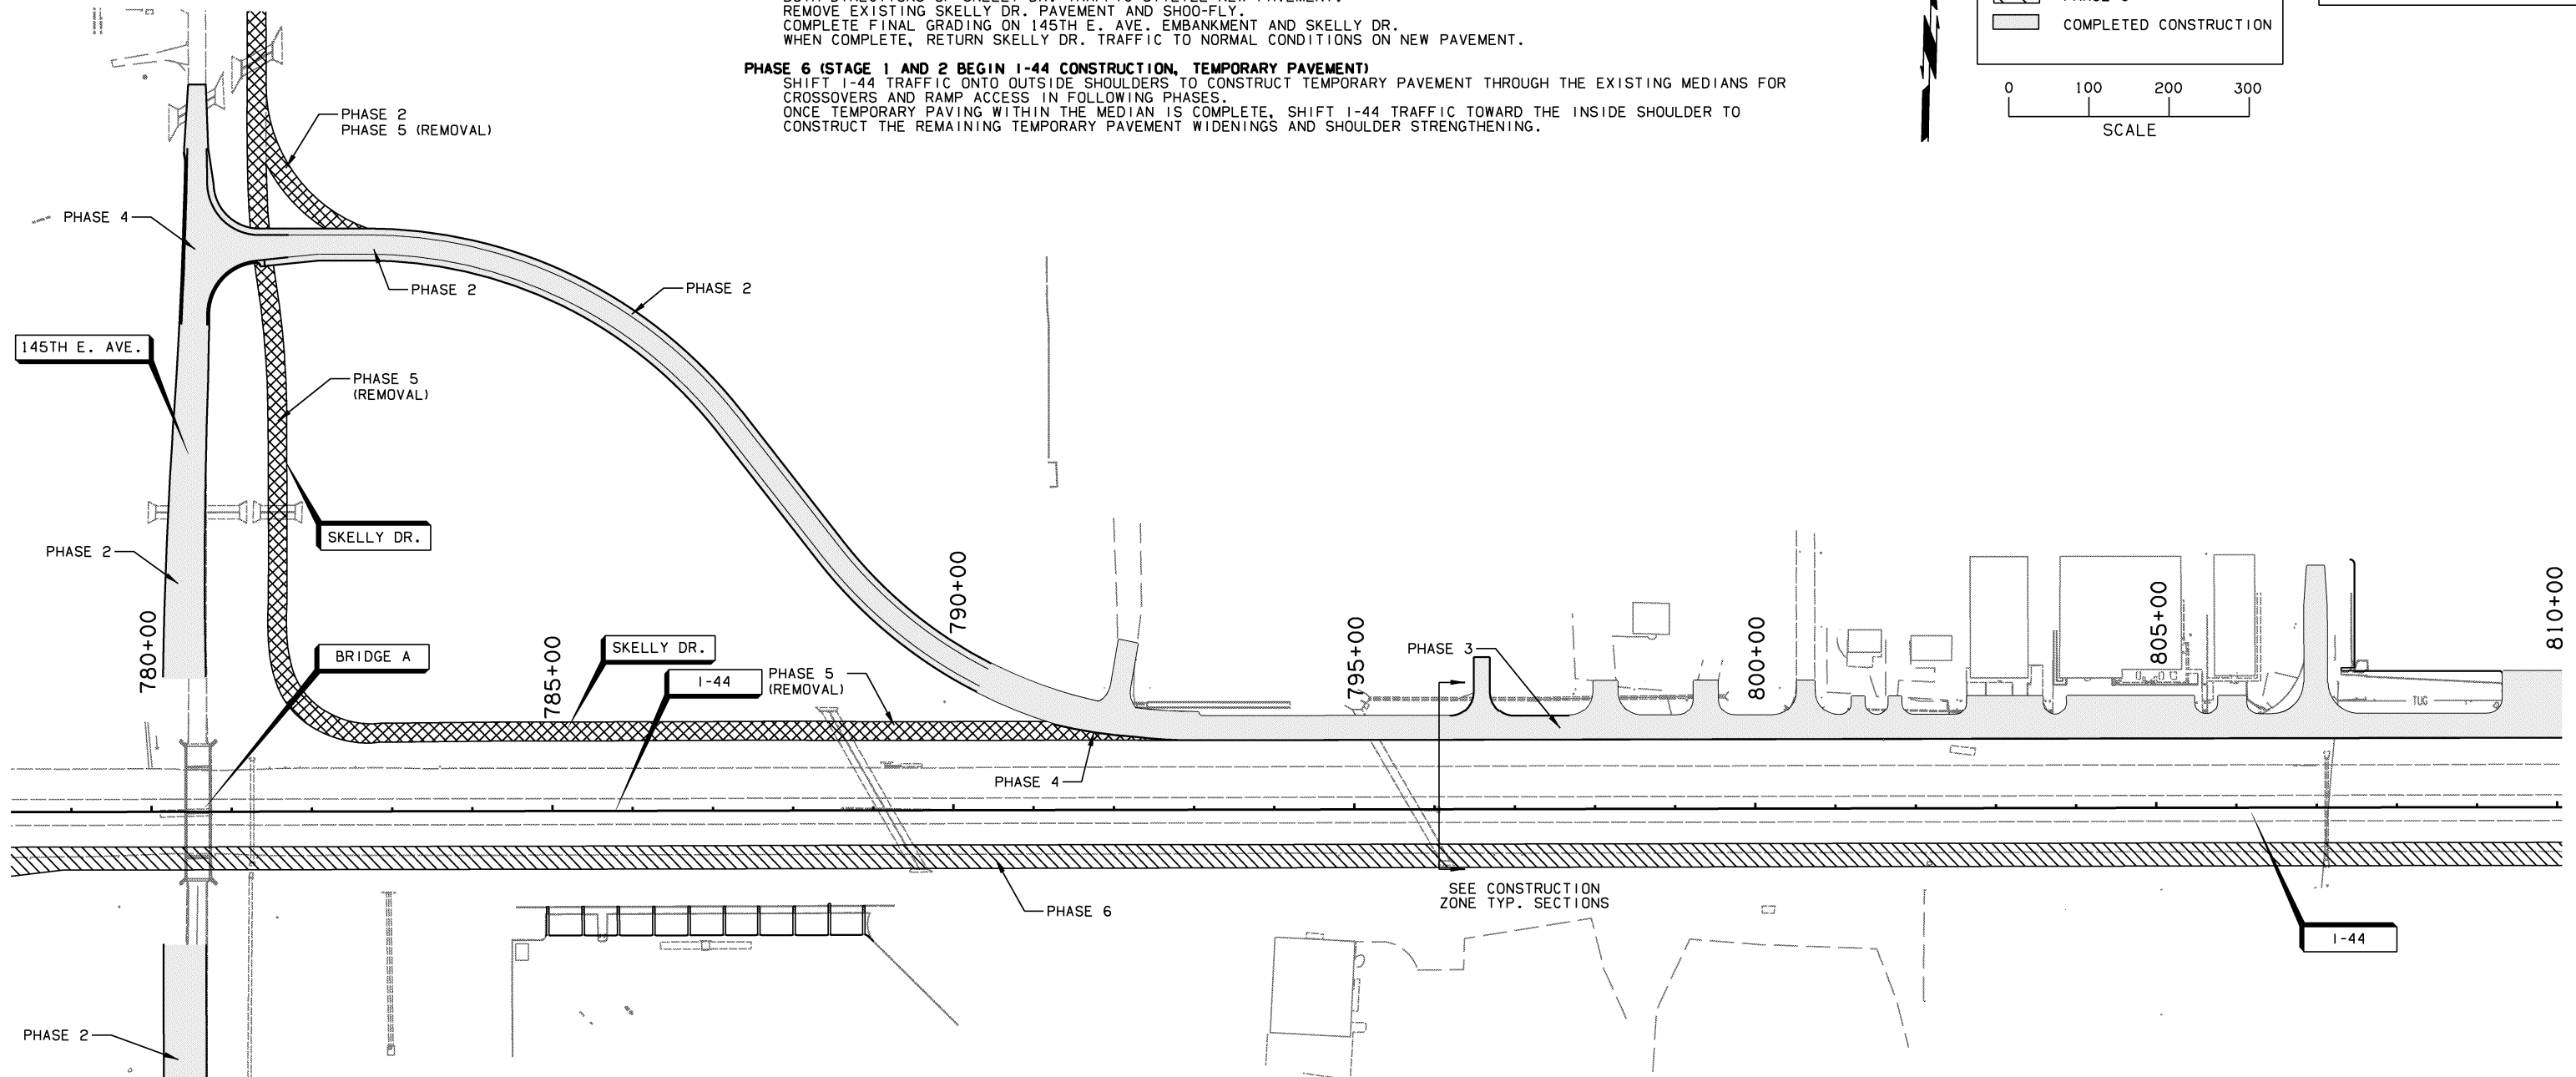 REMOVE EXISTING SKELLY DR. PAVEMENT AND SHOO-FLY.
COMPLETE FINAL GRADING ON 145TH E. AVE. EMBANKMENT AND SKELLY DR.
WHEN COMPLETE, RETURN SKELLY DR. TRAFFIC TO NORMAL CONDITIONS ON NEW PAVEMENT.
PHASE 6 (STAGE 1 AND 2 BEGIN I-44 CONSTRUCTION, TEMPORARY PAVEMENT)
SHIFT I-44 TRAFFIC ONTO OUTSIDE SHOULDERS TO CONSTRUCT TEMPORARY PAVEMENT THROUGH THE EXISTING MEDIANS FOR
CROSSOVERS AND RAMP ACCESS IN FOLLOWING PHASES.
ONCE TEMPORARY PAVING WITHIN THE MEDIAN IS COMPLETE, SHIFT I-44 TRAFFIC TOWARD THE INSIDE SHOULDER TO
CONSTRUCT THE REMAINING TEMPORARY PAVEMENT WIDENINGS AND SHOULDER STRENGTHENING.
COMPLETED CONSTRUCTION
0 100 200 300
SCALE
PHASE 2
PHASE 5 (REMOVAL)
PHASE 4
PHASE 2
PHASE 2
145TH E. AVE.
PHASE 5
(REMOVAL)
SKELLY DR.
PHASE 2
780+00
BRIDGE A
785+00
SKELLY DR.
I-44
PHASE 5
(REMOVAL)
790+00
PHASE 4
795+00
PHASE 3
800+00
805+00
810+00
TUG
PHASE 6
SEE CONSTRUCTION
ZONE TYP. SECTIONS
I-44
PHASE 2